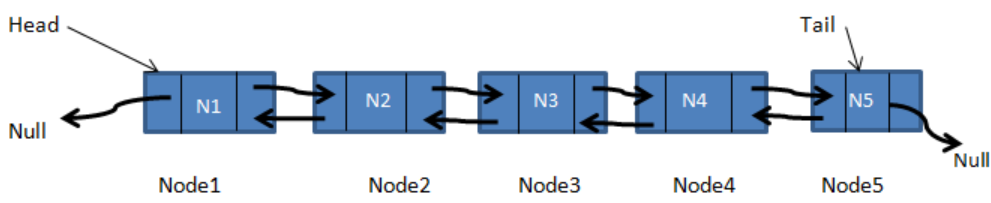 Head
Tail
N1
N2
N3
N4
N5
Null
Null
Node1
Node2
Node3
Node4
Node5